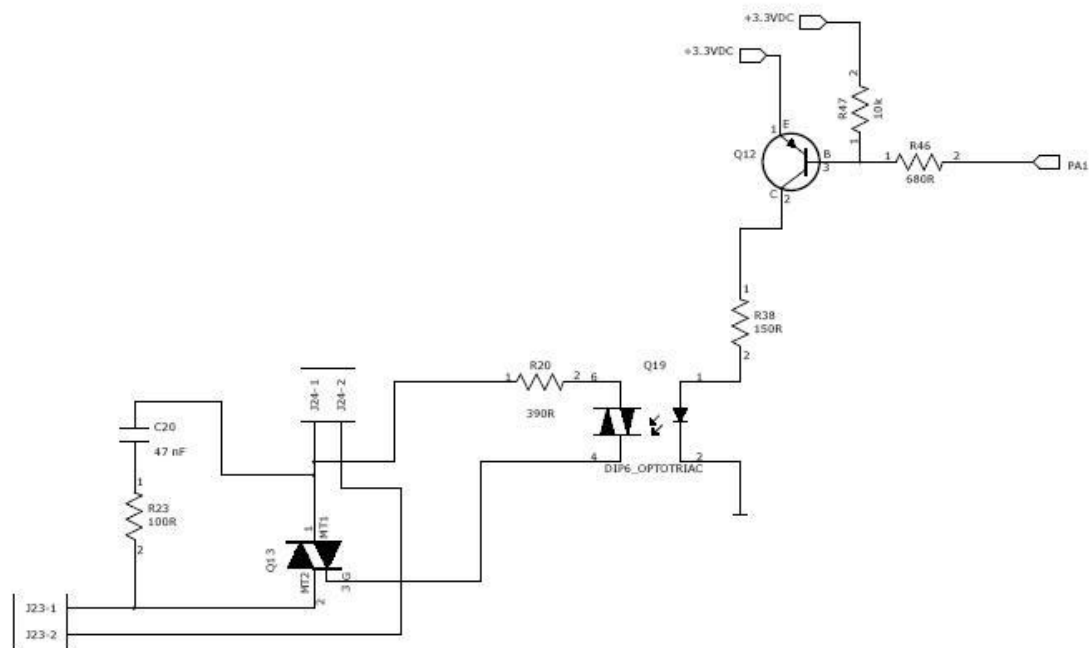 +3.3VDC
+3.3VDC
2
R47
10k
1
E
1
Q12
B
3
C
2
1
R46
2
680R
PA1
1
R38
150R
2
Q19
R20
1
2
6
390R
1
4
2
DIP6_OPTOTRIAC
J24-1
J24-2
C20
47 nF
1
R23
100R
2
1
MT1
Q13
MT2
2
3 G
J23-1
J23-2